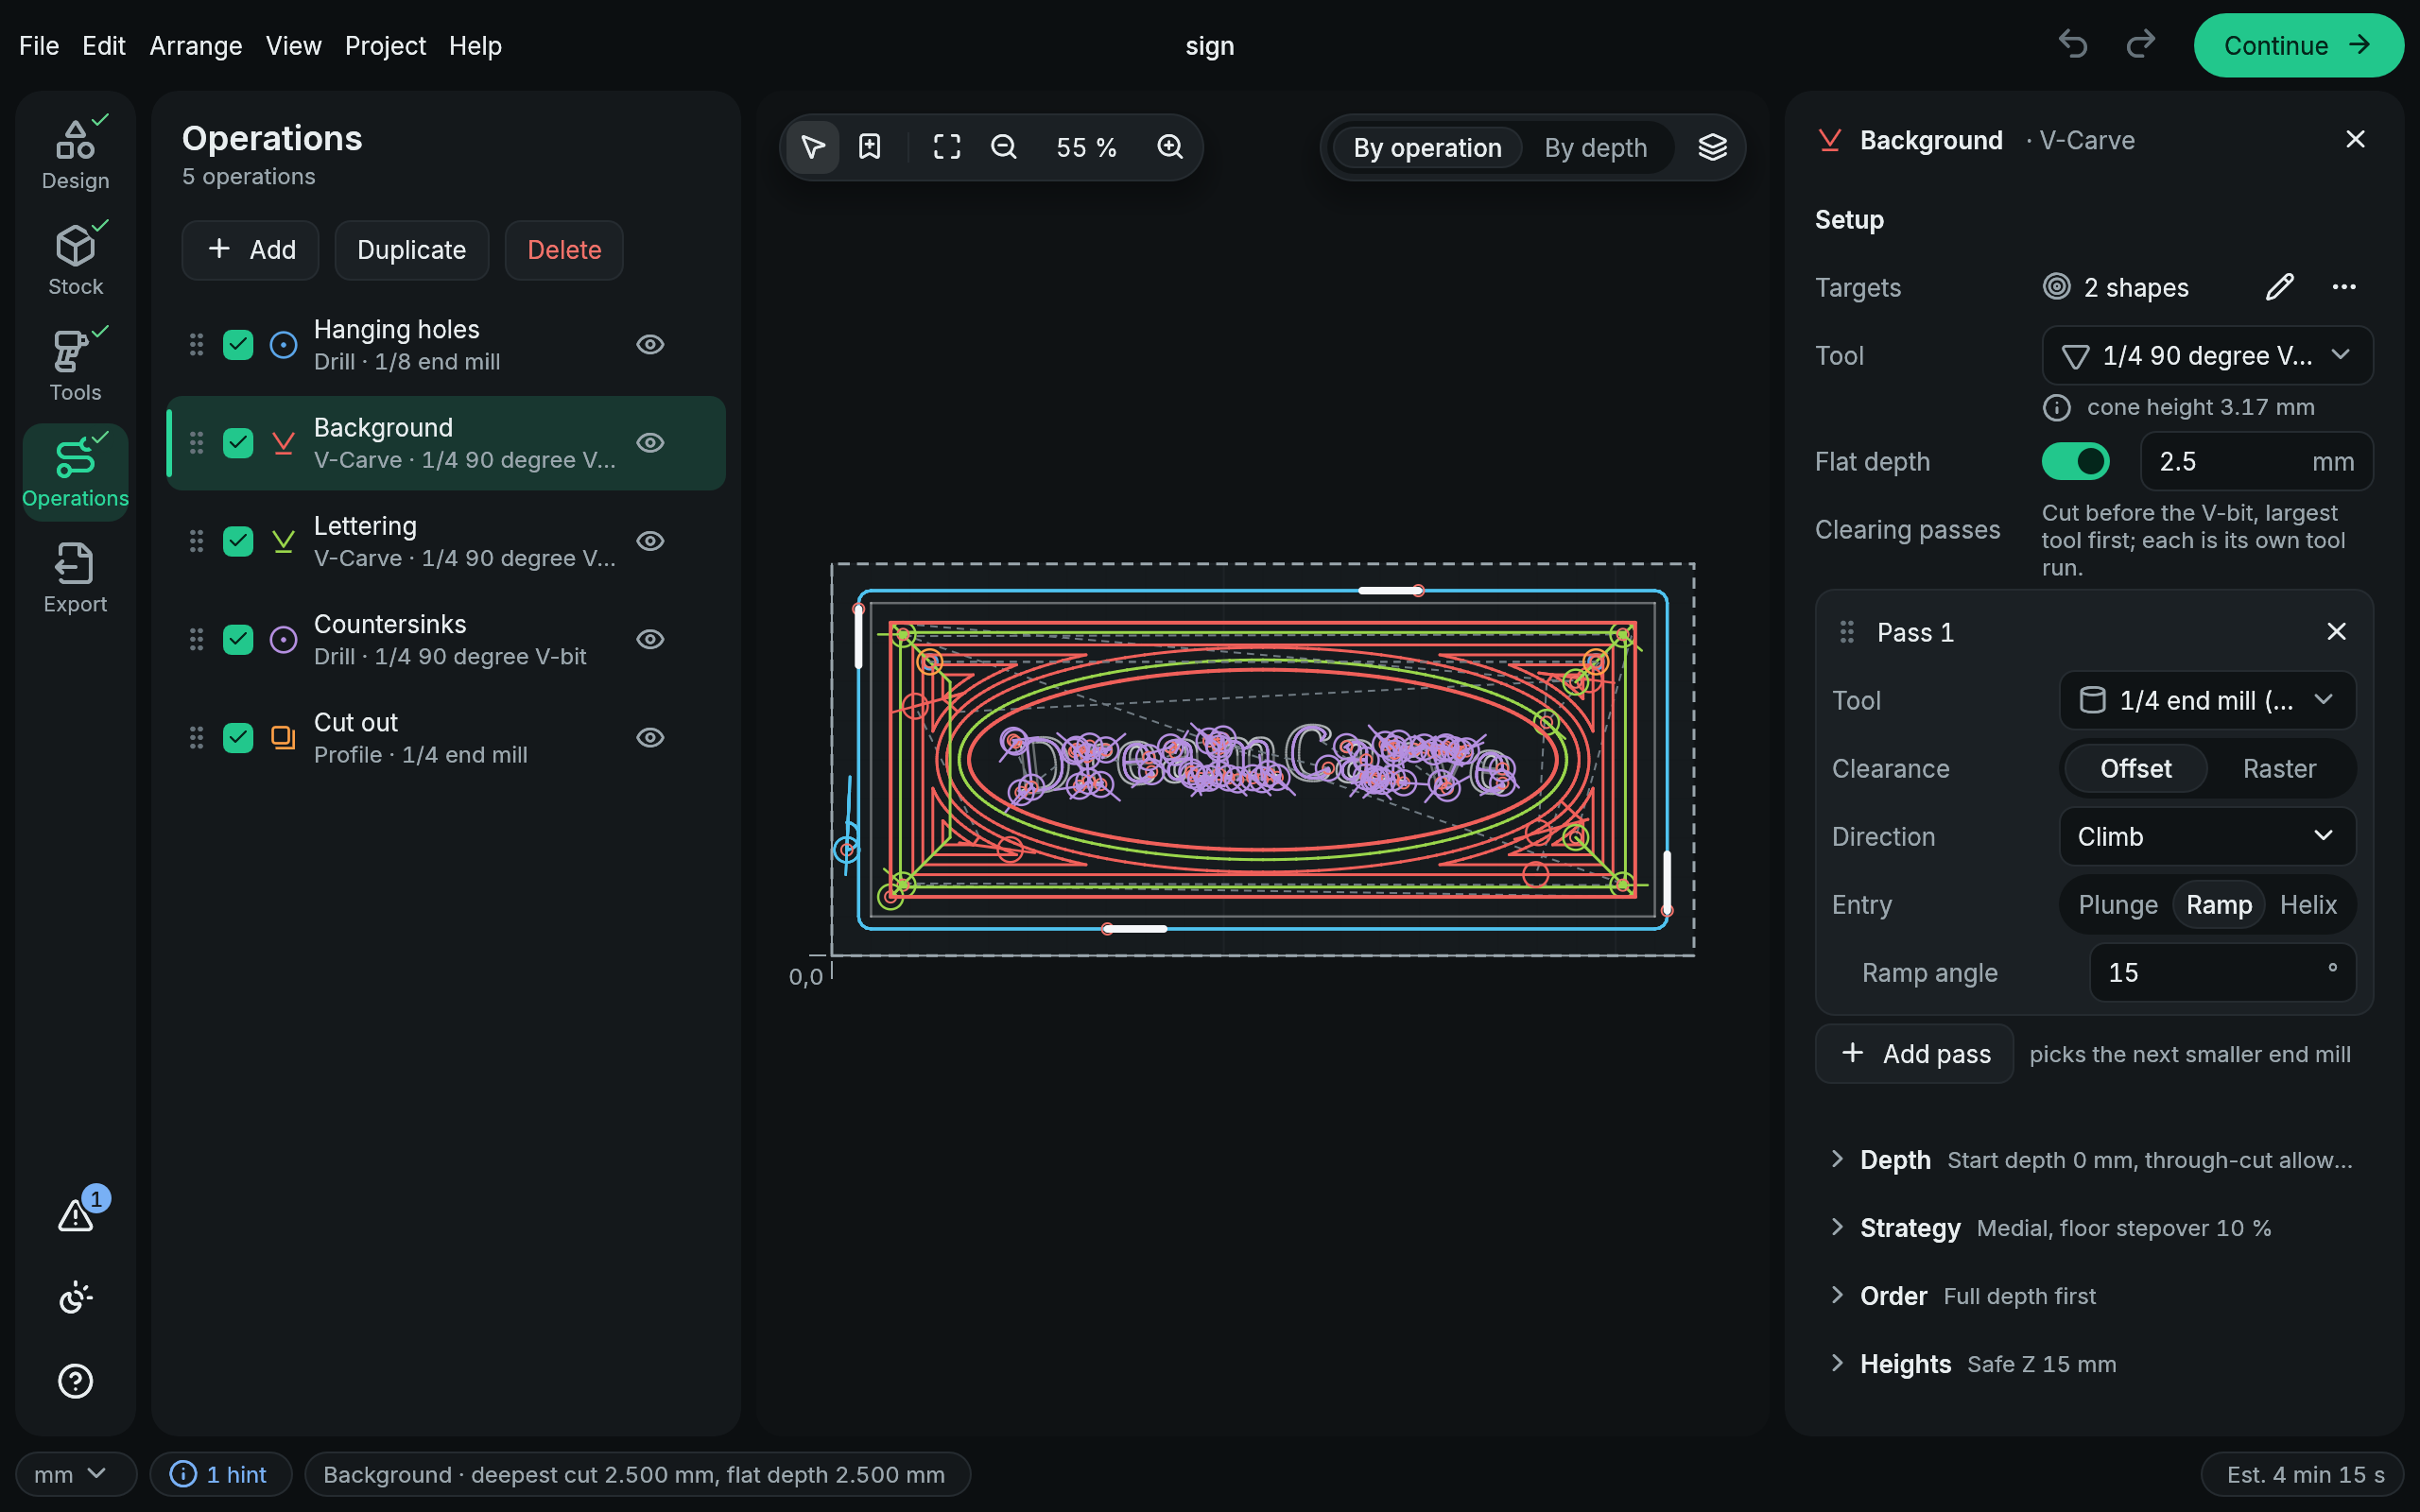 File Edit Arrange View Project Help
sign
Continue
Design
Stock
Tools
Operations
Export
1
Operations
5 operations
Add
Duplicate
Delete
Hanging holes
Drill · 1/8 end mill
Background
V-Carve · 1/4 90 degree V...
Lettering
V-Carve · 1/4 90 degree V...
Countersinks
Drill · 1/4 90 degree V-bit
Cut out
Profile · 1/4 end mill
55 %
By operation
By depth
Design Carve
0,0
Background · V-Carve
Setup
Targets
2 shapes
Tool
1/4 90 degree V...
cone height 3.17 mm
Flat depth
2.5 mm
Clearing passes
Cut before the V-bit, largest
tool first; each is its own tool
run.
Pass 1
Tool
1/4 end mill (...
Clearance
Offset
Raster
Direction
Climb
Entry
Plunge
Ramp
Helix
Ramp angle
15 °
Add pass
picks the next smaller end mill
Depth Start depth 0 mm, through-cut allow...
Strategy Medial, floor stepover 10 %
Order Full depth first
Heights Safe Z 15 mm
mm
1 hint
Background · deepest cut 2.500 mm, flat depth 2.500 mm
Est. 4 min 15 s